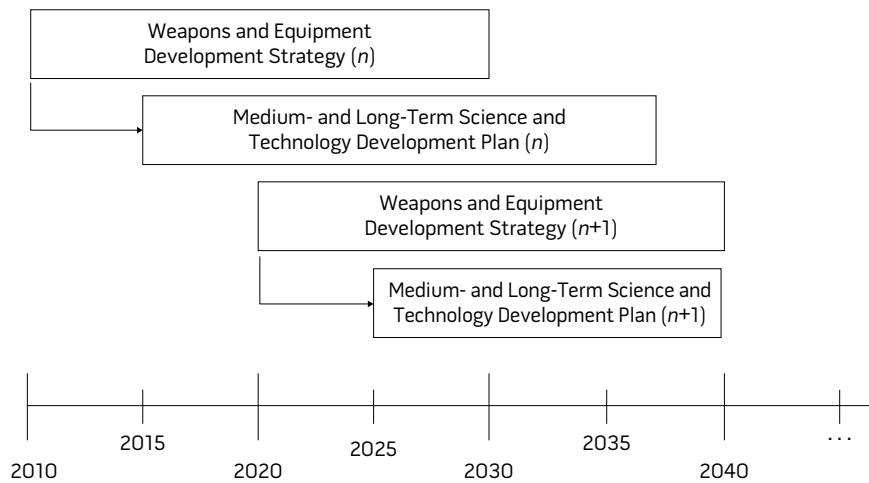 Weapons and Equipment
Development Strategy (n)
Medium- and Long-Term Science and
Technology Development Plan (n)
Weapons and Equipment
Development Strategy (n+1)
Medium- and Long-Term Science and
Technology Development Plan (n+1)
2015
2025
2035
...
2010
2020
2030
2040